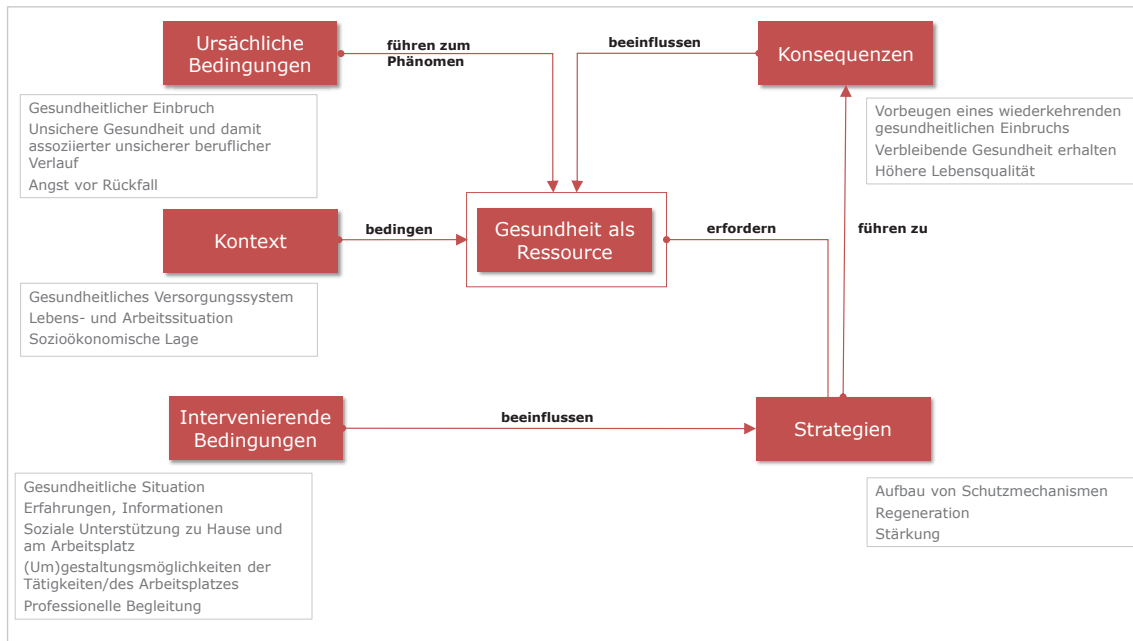 Ursächliche
Bedingungen
führen zum
Phänomen
beeinflussen
Konsequenzen
Gesundheitlicher Einbruch
Unsichere Gesundheit und damit
assoziierter unsicherer beruflicher
Verlauf
Angst vor Rückfall
Vorbeugen eines wiederkehrenden
gesundheitlichen Einbruchs
Verbleibende Gesundheit erhalten
Höhere Lebensqualität
Kontext
bedingen
Gesundheit als
Ressource
erfordern
führen zu
Gesundheitliches Versorgungssystem
Lebens- und Arbeitssituation
Sozioökonomische Lage
Intervenierende
Bedingungen
beeinflussen
Strategien
Gesundheitliche Situation
Erfahrungen, Informationen
Soziale Unterstützung zu Hause und
am Arbeitsplatz
(Um)gestaltungsmöglichkeiten der
Tätigkeiten/des Arbeitsplatzes
Professionelle Begleitung
Aufbau von Schutzmechanismen
Regeneration
Stärkung